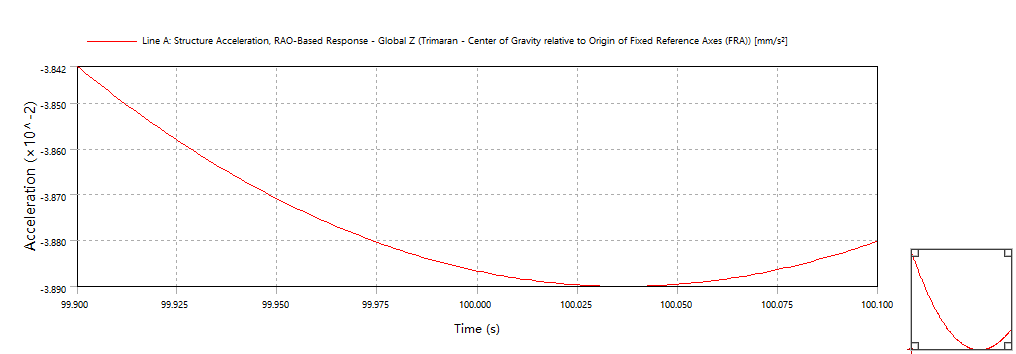 Line A: Structure Acceleration, RAO-Based Response - Global Z (Trimaran - Center of Gravity relative to Origin of Fixed Reference Axes (FRA)) [mm/s²]
Acceleration (×10^-2)
-3.842
-3.850
-3.860
-3.870
-3.880
-3.890
99.900 99.925 99.950 99.975 100.000 100.025 100.050 100.075 100.100
Time (s)